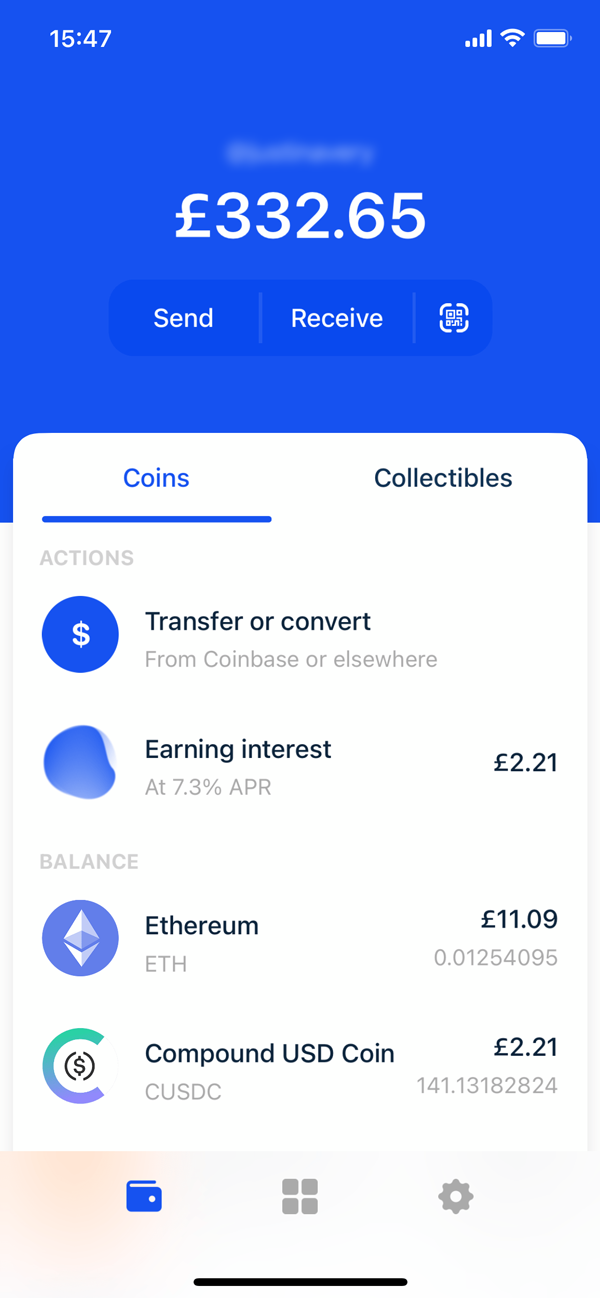 15:47
£332.65
Send
Receive
Coins
Collectibles
ACTIONS
$
Transfer or convert
From Coinbase or elsewhere
Earning interest
At 7.3% APR
£2.21
BALANCE
Ethereum
£11.09
ETH
0.01254095
$
Compound USD Coin
£2.21
CUSDC
141.13182824